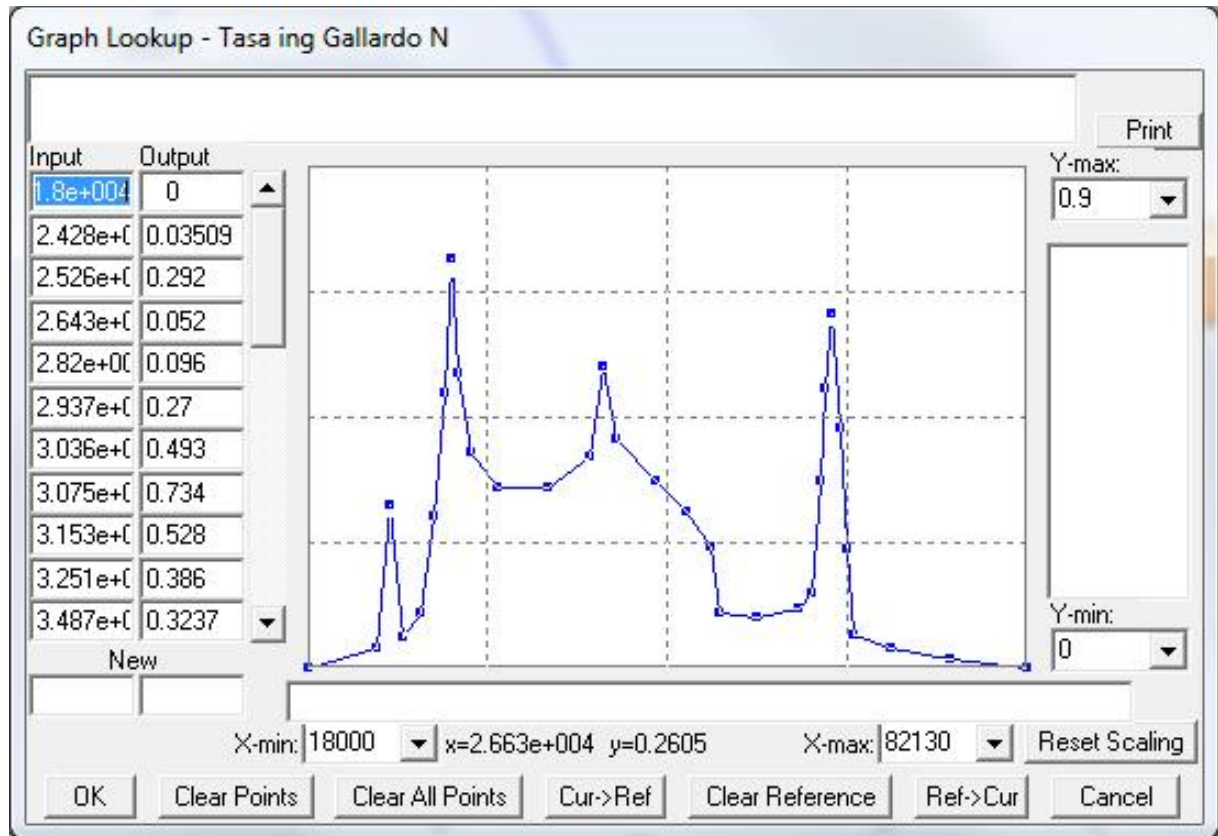 Graph Lookup - Tasa ing Gallardo N
Print
Input Output
1.8e+004 0
2.428e+0 0.03509
2.526e+0 0.292
2.643e+0 0.052
2.82e+00 0.096
2.937e+0 0.27
3.036e+0 0.493
3.075e+0 0.734
3.153e+0 0.528
3.251e+0 0.386
3.487e+0 0.3237
New
Y-max:
0.9
Y-min:
0
X-min: 18000 x=2.663e+004 y=0.2605 X-max: 82130 Reset Scaling
OK Clear Points Clear All Points Cur->Ref Clear Reference Ref->Cur Cancel